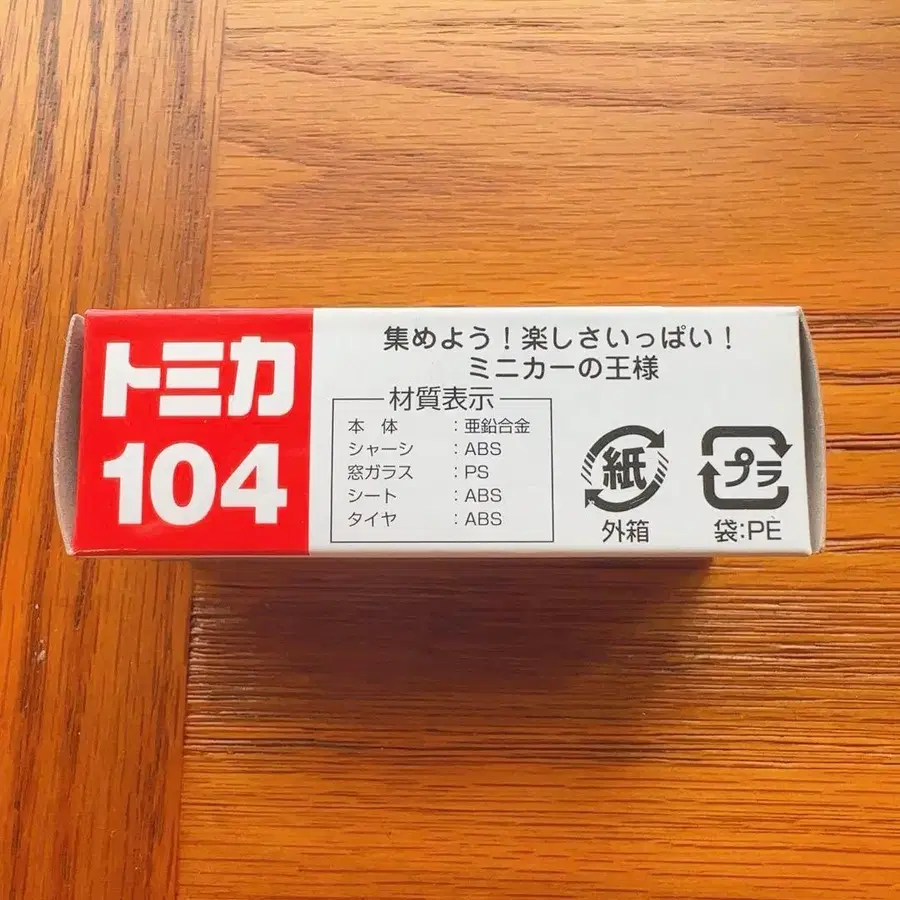 トミカ
104
集めよう！楽しさいっぱい！
ミニカーの王様
材質表示
本　体　：亜鉛合金
シャーシ　：ABS
窓ガラス　：PS
シート　：ABS
タイヤ　：ABS
紙
外箱
プラ
袋:PE